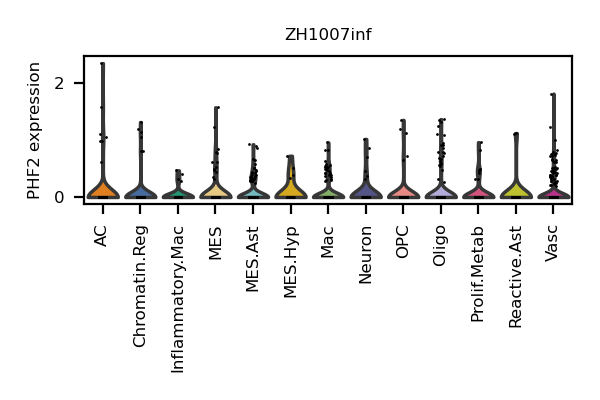 ZH1007inf
PHF2 expression
2
0
AC
Chromatin.Reg
Inflammatory.Mac
MES
MES.Ast
MES.Hyp
Mac
Neuron
OPC
Oligo
Prolif.Metab
Reactive.Ast
Vasc